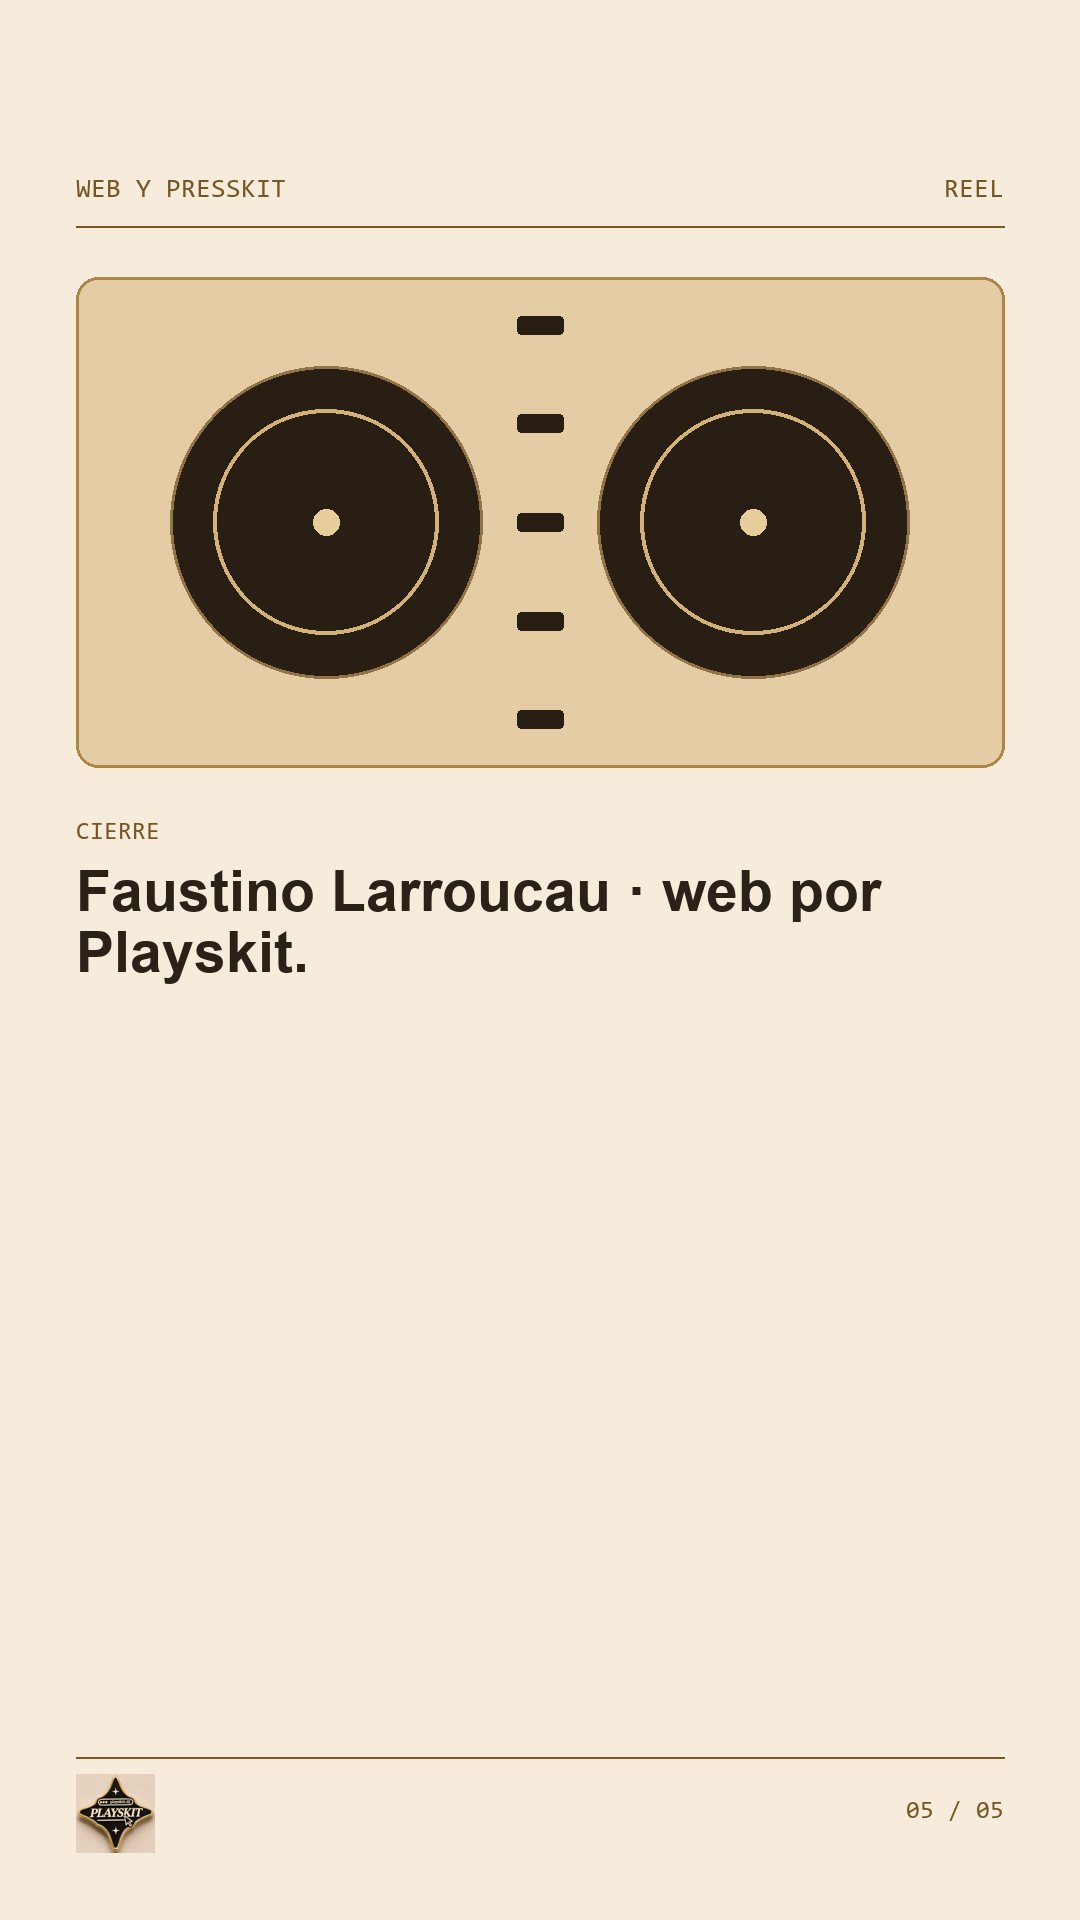 WEB Y PRESSKIT
REEL
CIERRE
Faustino Larroucau · web por
Playskit.
PLAYSKIT
05 / 05